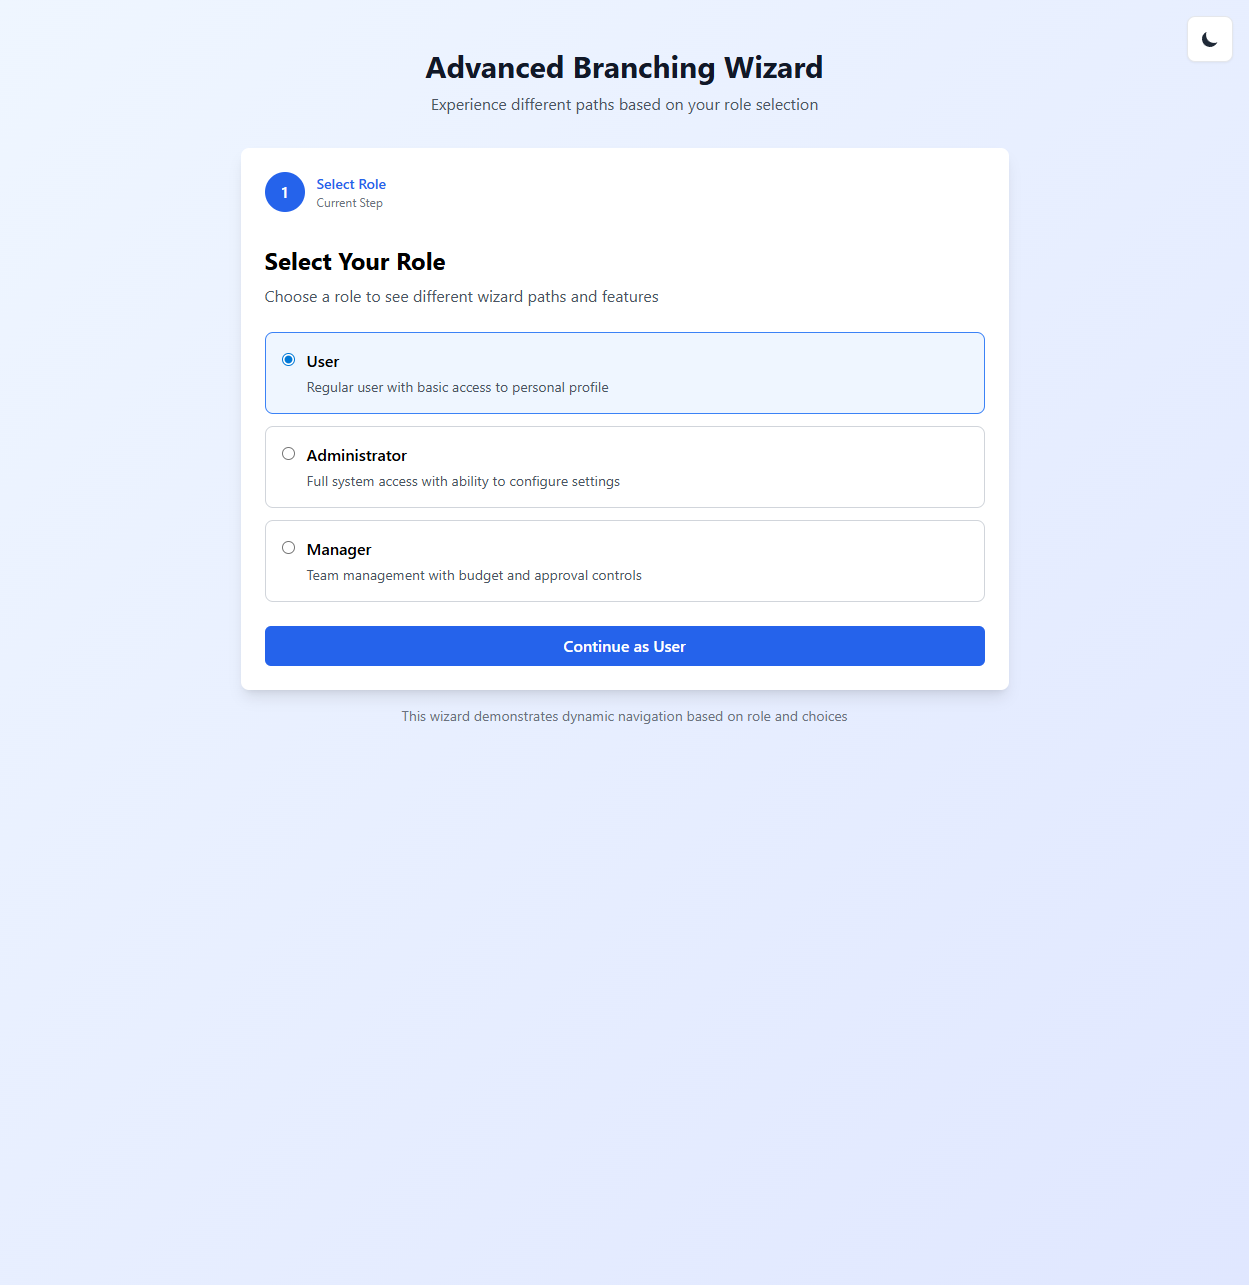 Advanced Branching Wizard
Experience different paths based on your role selection
1
Select Role
Current Step
Select Your Role
Choose a role to see different wizard paths and features
User
Regular user with basic access to personal profile
Administrator
Full system access with ability to configure settings
Manager
Team management with budget and approval controls
Continue as User
This wizard demonstrates dynamic navigation based on role and choices